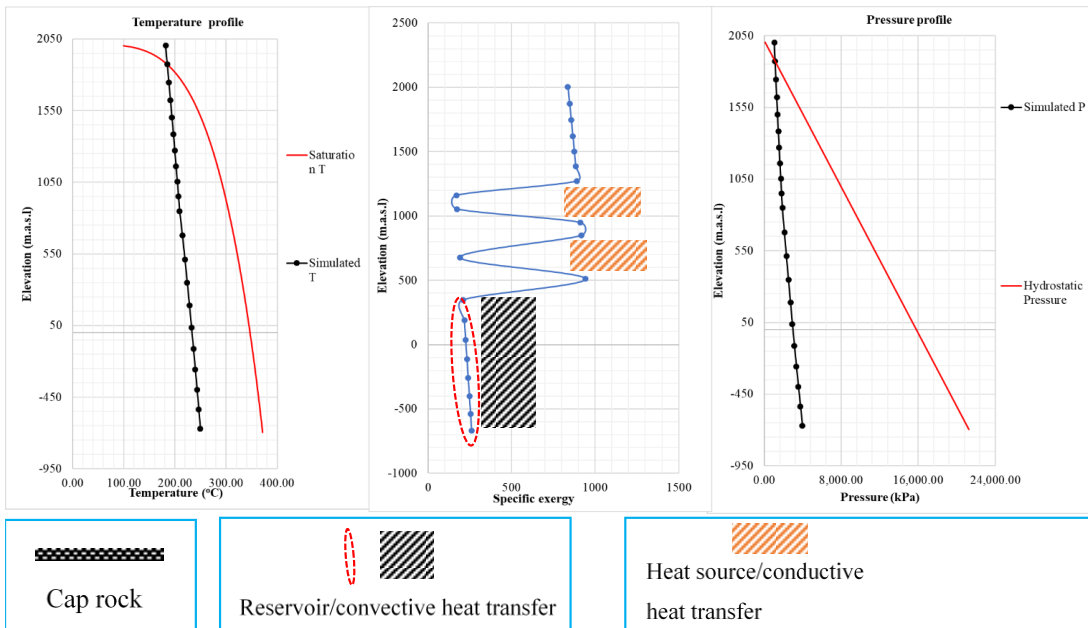 Temperature profile
2050
1550
1050
550
50
-450
-950
Elevation (m.a.s.l)
0.00 100.00 200.00 300.00 400.00
Temperature (°C)
Saturatio
n T
Simulated
T
2500
2000
1500
1000
500
0
-500
-1000
Elevation (m.a.s.l)
0 500 1000 1500
Specific exergy
Pressure profile
2050
1550
1050
550
50
-450
-950
Elevation (m.a.s.l)
0.00 6,000.00 12,000.00 24,000.00
Pressure (kPa)
Simulated P
Hydrostatic
Pressure
Cap rock
Reservoir/convective heat transfer
Heat source/conductive
heat transfer